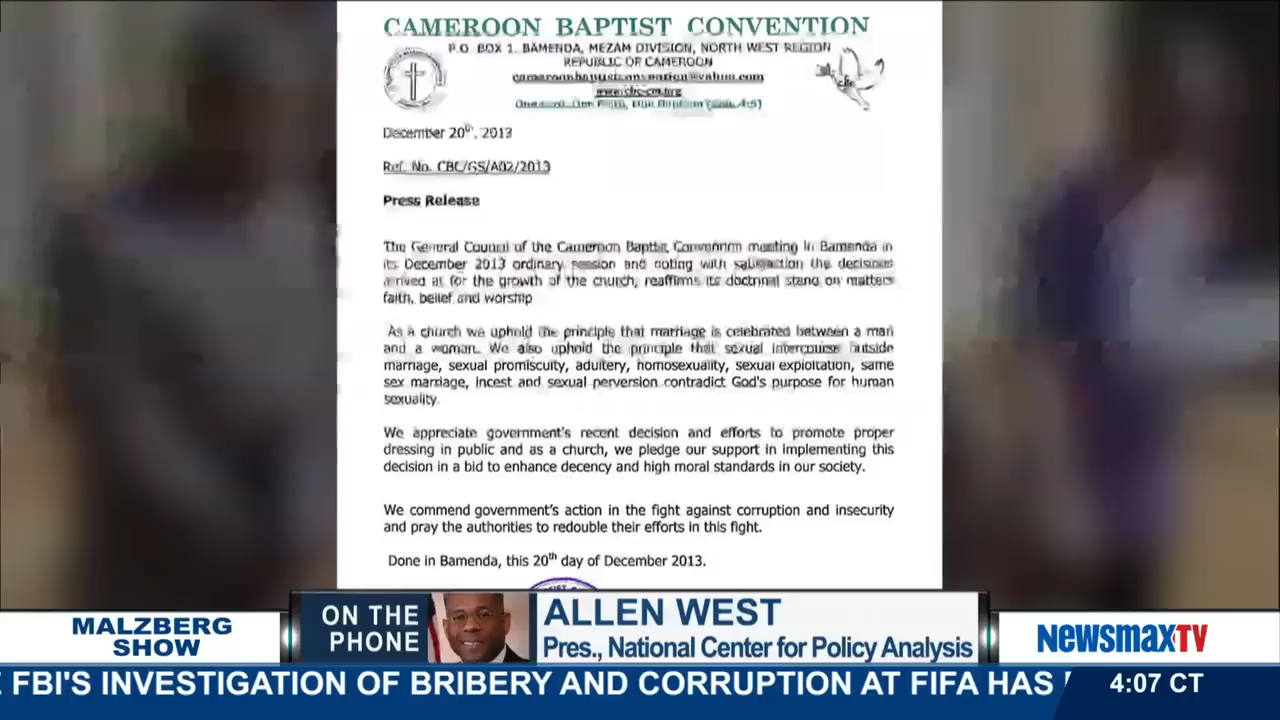 CAMEROON BAPTIST CONVENTION
P.O. BOX 1. BAMENDA, MEZAM DIVISION, NORTH WEST REGION
REPUBLIC OF CAMEROON
December 20th, 2013
Ref. No. CBC/GS/A02/2013
Press Release
The General Council of the Cameroon Baptist Convention meeting in Bamenda in
its December 2013 ordinary session and noting with satisfaction the decisions
arrived at for the growth of the church, reaffirms its doctrinal stand on matters
faith, belief and worship
As a church we uphold the principle that marriage is celebrated between a man
and a woman. We also uphold the principle that sexual intercourse outside
marriage, sexual promiscuity, adultery, homosexuality, sexual exploitation, same
sex marriage, incest and sexual perversion contradict God's purpose for human
sexuality.
We appreciate government's recent decision and efforts to promote proper
dressing in public and as a church, we pledge our support in implementing this
decision in a bid to enhance decency and high moral standards in our society.
We commend government's action in the fight against corruption and insecurity
and pray the authorities to redouble their efforts in this fight.
Done in Bamenda, this 20th day of December 2013.
ON THE
PHONE
ALLEN WEST
Pres., National Center for Policy Analysis
MALZBERG
SHOW
NEWSMAXTV
FBI'S INVESTIGATION OF BRIBERY AND CORRUPTION AT FIFA HAS
4:07 CT